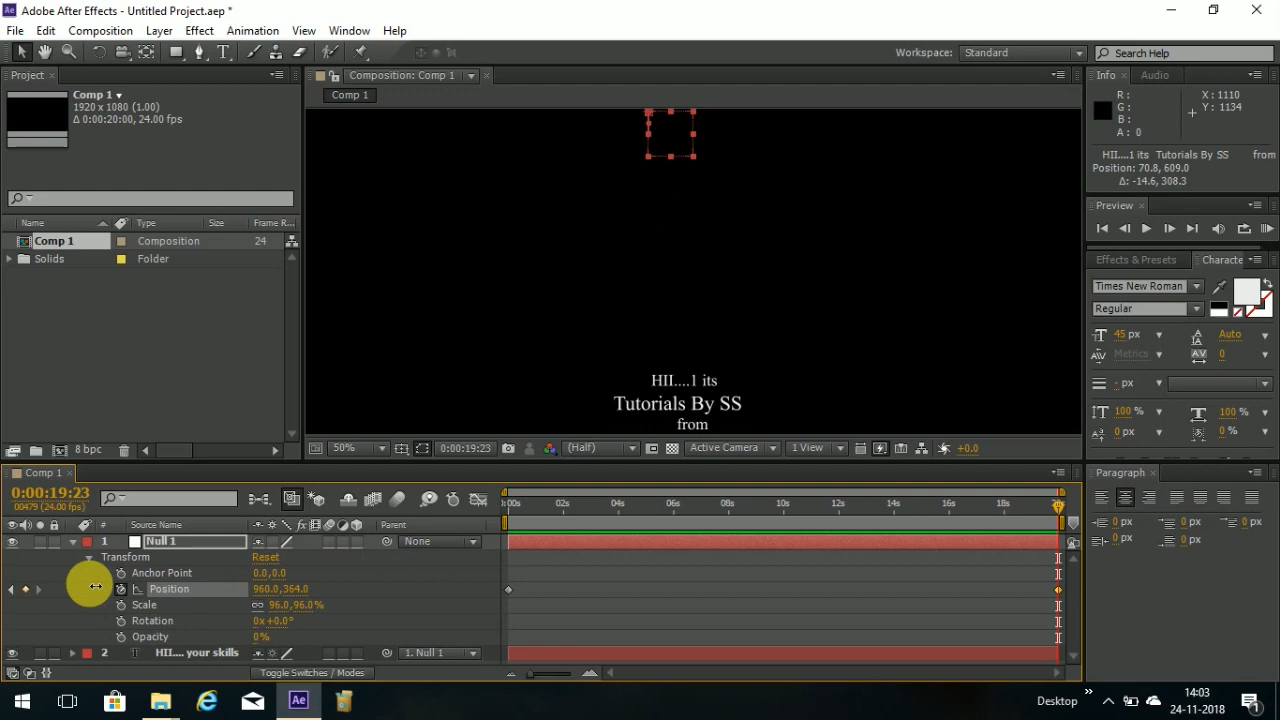 Adobe After Effects - Untitled Project.aep *
File Edit Composition Layer Effect Animation View Window Help
Workspace: Standard Search Help
Project Composition: Comp 1 Info Audio
Comp 1
1920 x 1080 (1.00)
Δ 0:00:20:00, 24.00 fps
Comp 1
R : X : 1110
G : Y : 1134
B :
A : 0
HII....1 its Tutorials By SS from
Position: 70.8, 609.0
Δ: -14.6, 308.3
Preview
Name Type Size Frame R...
Comp 1 Composition 24
Solids Folder
Effects & Presets Characte
Times New Roman
Regular
45 px Auto
Metrics 0
- px
100 % 100 %
0 px 0 %
HII....1 its
Tutorials By SS
from
8 bpc 50% 0:00:19:23 (Half) Active Camera 1 View +0.0
Comp 1 Paragraph
0:00:19:23
00479 (24.00 fps)
:00s 02s 04s 06s 08s 10s 12s 14s 16s 18s
# Source Name Parent
1 Null 1 None
Transform Reset
Anchor Point 0.0,0.0
Position 960.0,364.0
Scale 96.0,96.0%
Rotation 0x+0.0°
Opacity 0%
2 T HII.... your skills 1. Null 1
Toggle Switches / Modes
0 px 0 px 0 px
0 px 0 px
Desktop 14:03
24-11-2018